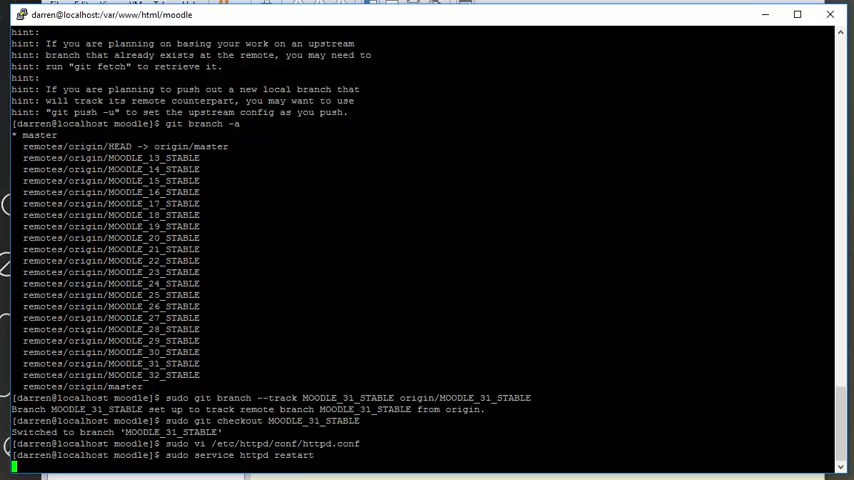 darren@localhost:/var/www/html/moodle
hint:
hint: If you are planning on basing your work on an upstream
hint: branch that already exists at the remote, you may need to
hint: run "git fetch" to retrieve it.
hint:
hint: If you are planning to push out a new local branch that
hint: will track its remote counterpart, you may want to use
hint: "git push -u" to set the upstream config as you push.
[darren@localhost moodle]$ git branch -a
* master
remotes/origin/HEAD -> origin/master
remotes/origin/MOODLE_13_STABLE
remotes/origin/MOODLE_14_STABLE
remotes/origin/MOODLE_15_STABLE
remotes/origin/MOODLE_16_STABLE
remotes/origin/MOODLE_17_STABLE
remotes/origin/MOODLE_18_STABLE
remotes/origin/MOODLE_19_STABLE
remotes/origin/MOODLE_20_STABLE
remotes/origin/MOODLE_21_STABLE
remotes/origin/MOODLE_22_STABLE
remotes/origin/MOODLE_23_STABLE
remotes/origin/MOODLE_24_STABLE
remotes/origin/MOODLE_25_STABLE
remotes/origin/MOODLE_26_STABLE
remotes/origin/MOODLE_27_STABLE
remotes/origin/MOODLE_28_STABLE
remotes/origin/MOODLE_29_STABLE
remotes/origin/MOODLE_30_STABLE
remotes/origin/MOODLE_31_STABLE
remotes/origin/MOODLE_32_STABLE
remotes/origin/master
[darren@localhost moodle]$ sudo git branch --track MOODLE_31_STABLE origin/MOODLE_31_STABLE
Branch MOODLE_31_STABLE set up to track remote branch MOODLE_31_STABLE from origin.
[darren@localhost moodle]$ sudo git checkout MOODLE_31_STABLE
Switched to branch 'MOODLE_31_STABLE'
[darren@localhost moodle]$ sudo vi /etc/httpd/conf/httpd.conf
[darren@localhost moodle]$ sudo service httpd restart